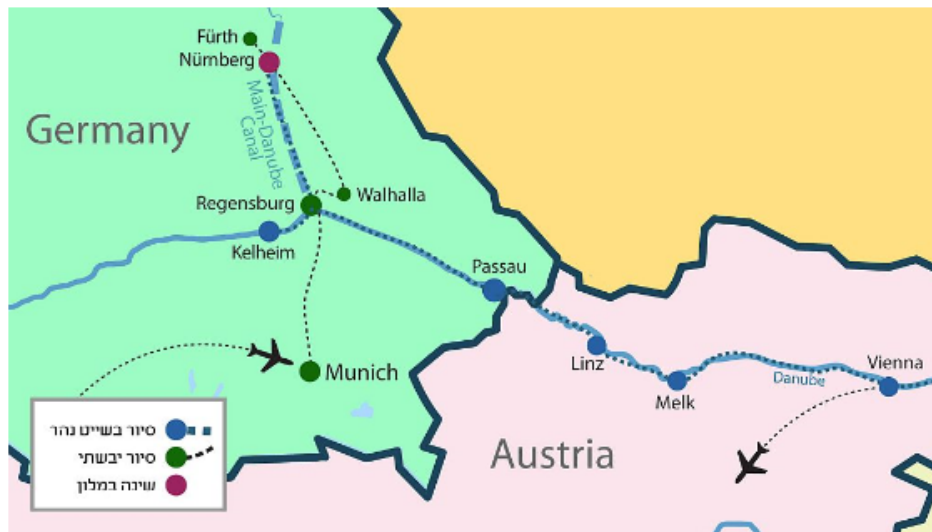 Fürth
Nürnberg
Main-Danube
Canal
Germany
Walhalla
Regensburg
Kelheim
Passau
Linz
Melk
Danube
Vienna
Munich
Austria
סיור בשייט נהר
סיור יבשתי
שינה במלון